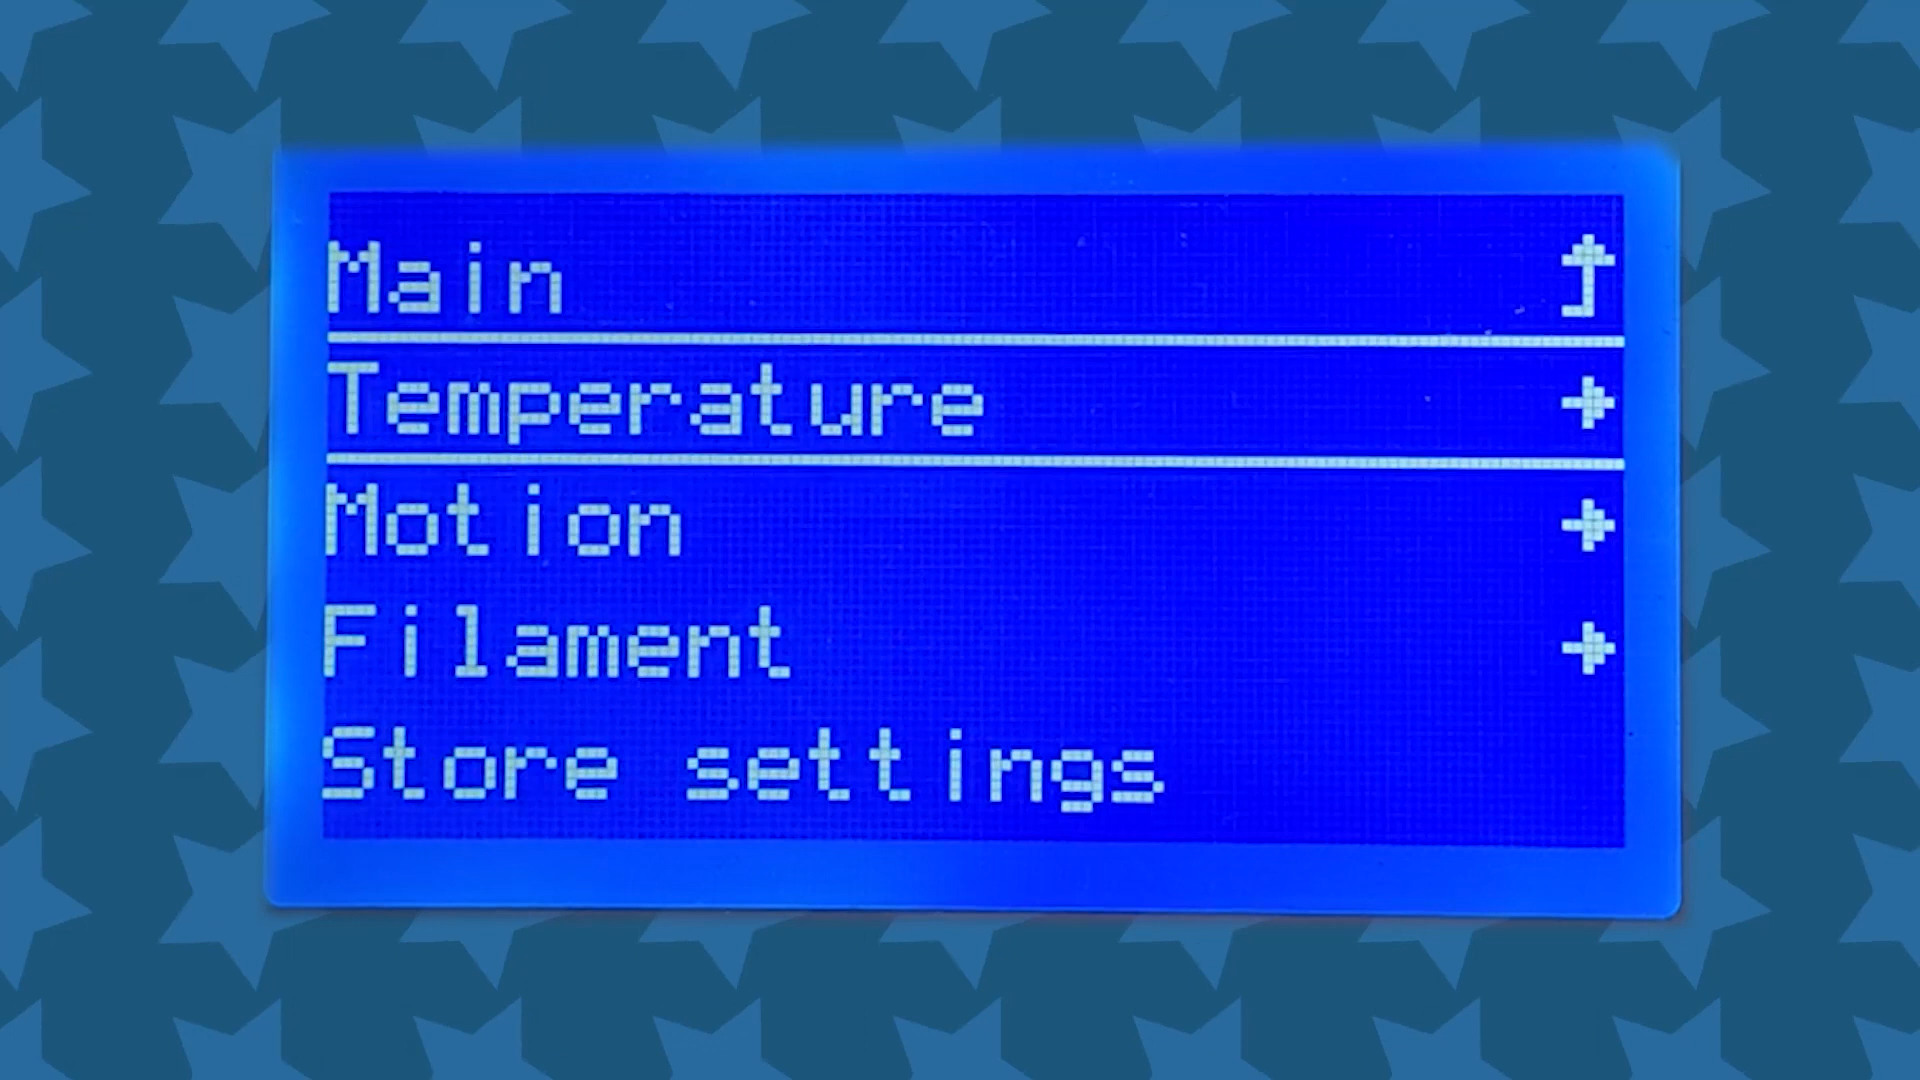 Main
Temperature
Motion
Filament
Store settings